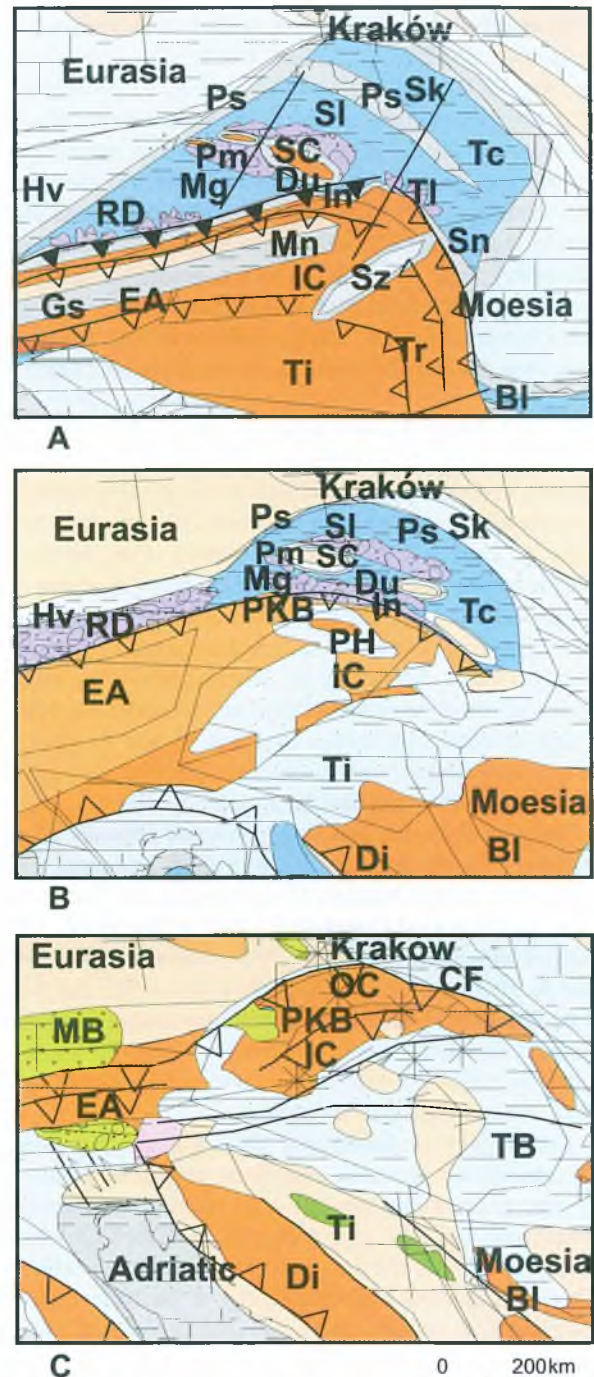 Kraków
Eurasia
Ps
Ps Sk
Sl
Tc
Pm
SC
Hv
Mg
Du
In
Tl
RD
Mn
Sn
IC
Sz
Moesia
Gs
EA
Tr
Ti
Bl
A
Kraków
Eurasia
Ps
Sl
Ps
Sk
Pm
SC
Mg
Du
In
Tc
Hv
RD
PKB
PH
IC
EA
Ti
Moesia
Di
Bl
B
Eurasia
Kraków
OC
CF
MB
PKB
IC
EA
TB
Ti
Adriatic
Di
Moesia
Bl
C
0 200km